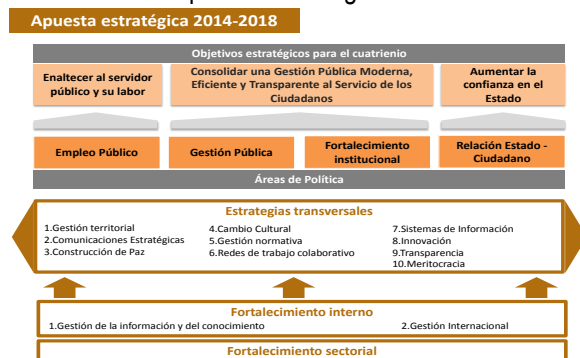 Apuesta estratégica 2014-2018
Objetivos estratégicos para el cuatrienio
Enaltecer al servidor
público y su labor
Consolidar una Gestión Pública Moderna,
Eficiente y Transparente al Servicio de los
Ciudadanos
Aumentar la
confianza en el
Estado
Empleo Público
Gestión Pública
Fortalecimiento
institucional
Relación Estado -
Ciudadano
Áreas de Política
Estrategias transversales
1.Gestión territorial
2.Comunicaciones Estratégicas
3.Construcción de Paz
4.Cambio Cultural
5.Gestión normativa
6.Redes de trabajo colaborativo
7.Sistemas de Información
8.Innovación
9.Transparencia
10.Meritocracia
Fortalecimiento interno
1.Gestión de la información y del conocimiento
2.Gestión Internacional
Fortalecimiento sectorial